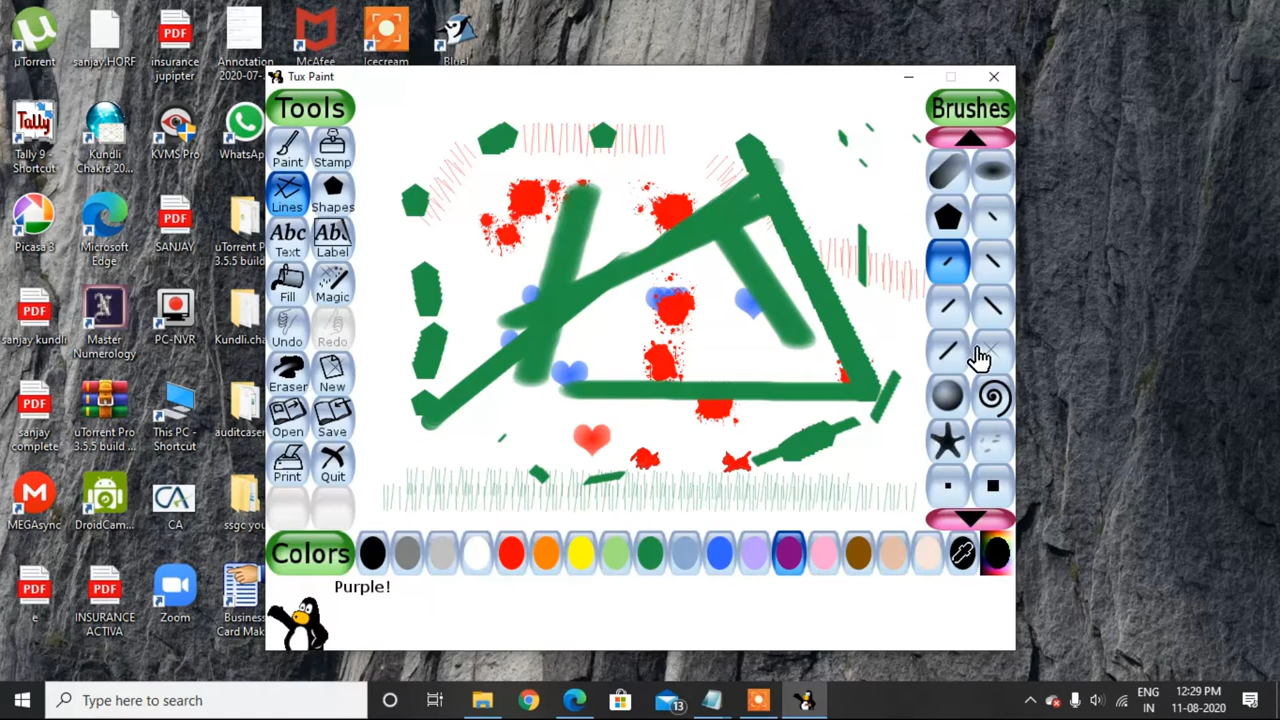 µTorrent
sanjay.HORF
insurance jupipter
Annotation 2020-07-...
McAfee
Icecream
BlueJ
Tux Paint
Tools
Brushes
Paint
Stamp
Tally 9 - Shortcut
Kundli Chakra 20...
KVMS Pro
WhatsAp
Lines
Shapes
Abc
Text
Abc
Label
Picasa 3
Microsoft Edge
SANJAY
uTorrent P
3.5.5 build
Fill
Magic
Undo
Redo
sanjay kundli
Master Numerology
PC-NVR
Kundli.cha
Eraser
New
Open
Save
sanjay complete
uTorrent Pro 3.5.5 build ...
This PC - Shortcut
auditcaser
Print
Quit
MEGAsync
DroidCam...
CA
ssgc you
Colors
Purple!
e
INSURANCE ACTIVA
Zoom
Business
Card Mak
Type here to search
13
ENG
IN
12:29 PM
11-08-2020